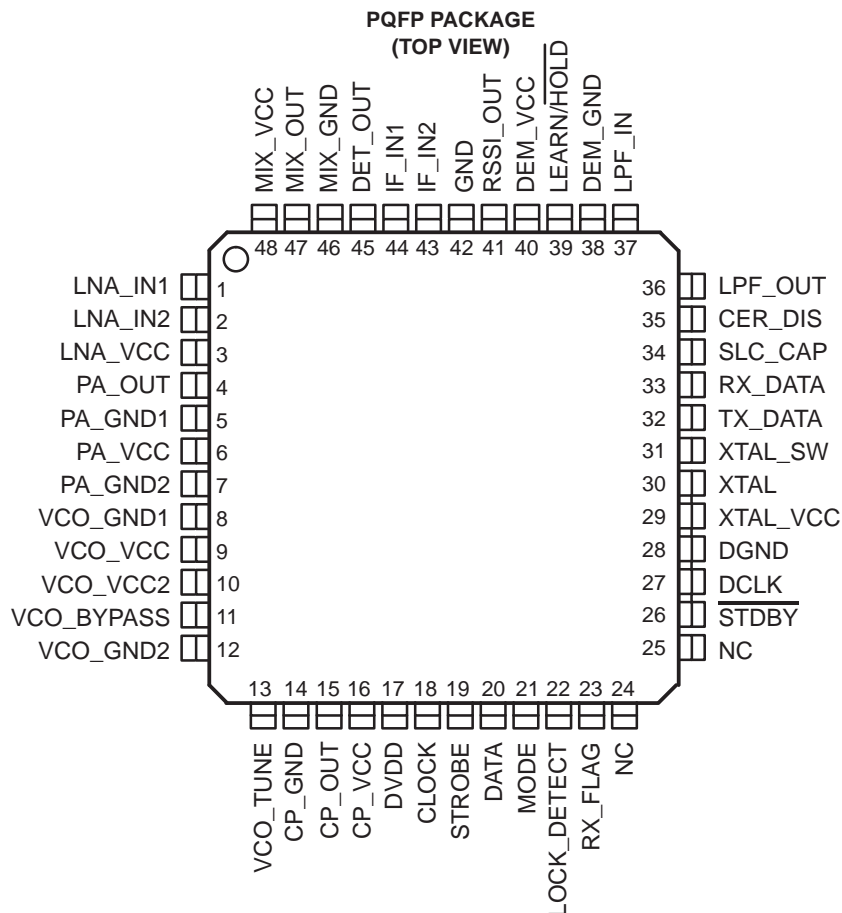 PQFP PACKAGE
(TOP VIEW)
MIX_VCC
MIX_OUT
MIX_GND
DET_OUT
IF_IN1
IF_IN2
GND
RSSI_OUT
DEM_VCC
LEARN/HOLD
DEM_GND
LPF_IN
48 47 46 45 44 43 42 41 40 39 38 37
LNA_IN1 1
LNA_IN2 2
LNA_VCC 3
PA_OUT 4
PA_GND1 5
PA_VCC 6
PA_GND2 7
VCO_GND1 8
VCO_VCC 9
VCO_VCC2 10
VCO_BYPASS 11
VCO_GND2 12
36 LPF_OUT
35 CER_DIS
34 SLC_CAP
33 RX_DATA
32 TX_DATA
31 XTAL_SW
30 XTAL
29 XTAL_VCC
28 DGND
27 DCLK
26 STDBY
25 NC
13 14 15 16 17 18 19 20 21 22 23 24
VCO_TUNE
CP_GND
CP_OUT
CP_VCC
DVDD
CLOCK
STROBE
DATA
MODE
LOCK_DETECT
RX_FLAG
NC